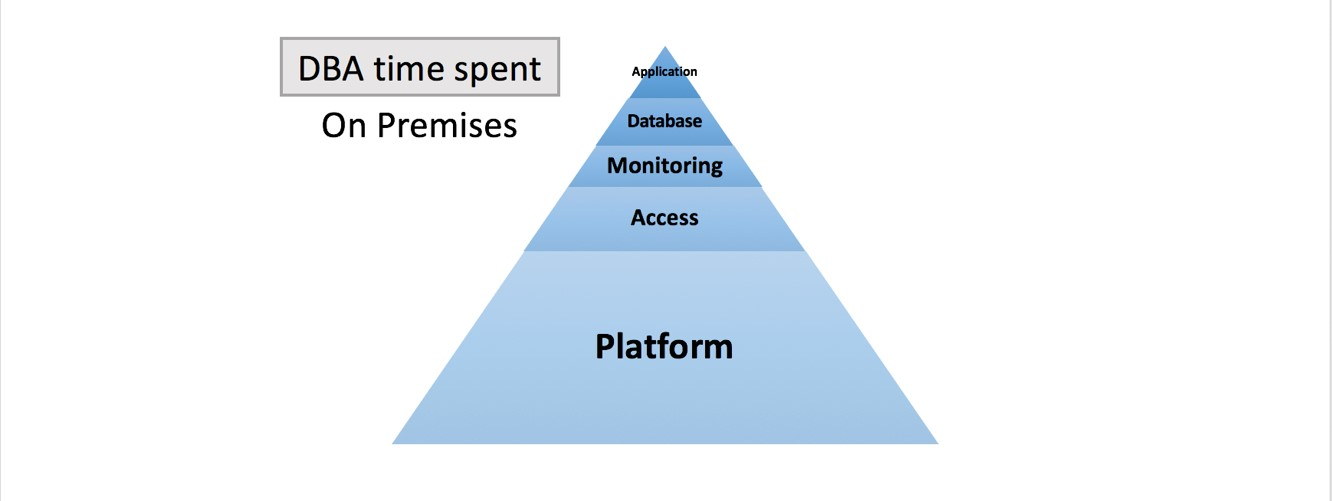 DBA time spent
On Premises
Application
Database
Monitoring
Access
Platform